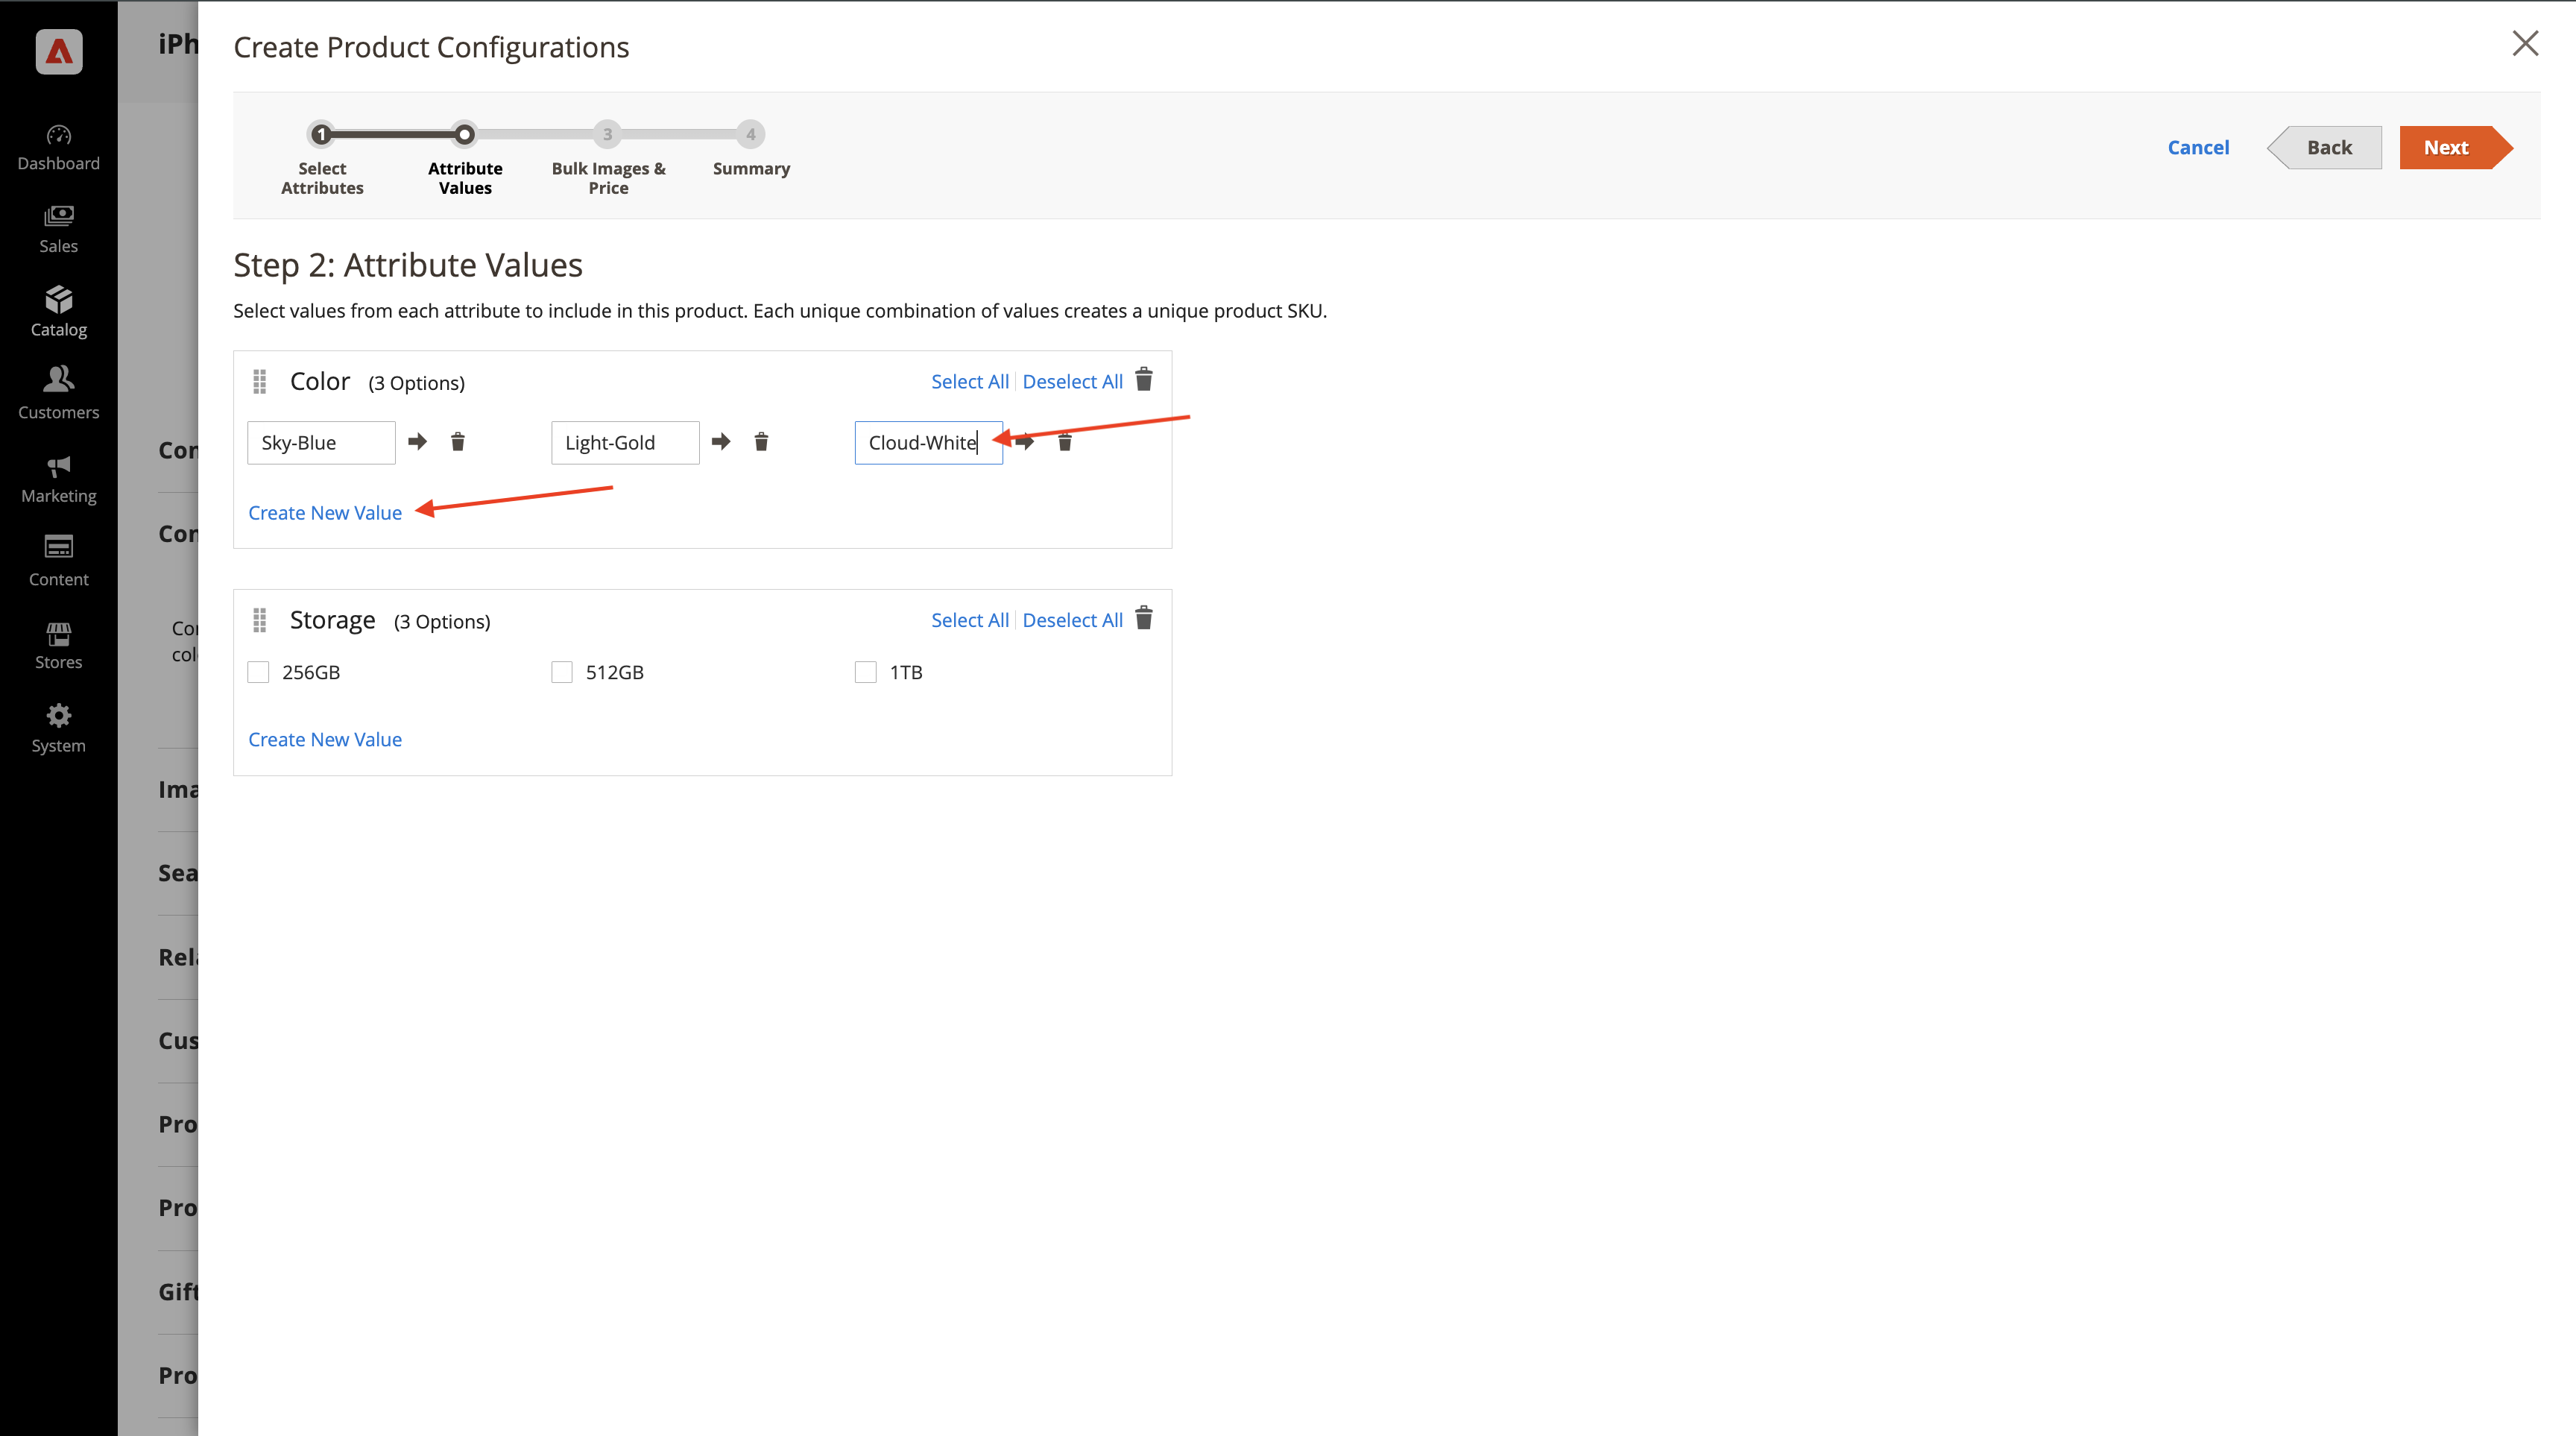 iPh
Create Product Configurations
1
3
4
Select Attributes
Attribute Values
Bulk Images & Price
Summary
Cancel
Back
Next
Dashboard
Sales
Catalog
Customers
Marketing
Content
Stores
System
Step 2: Attribute Values
Select values from each attribute to include in this product. Each unique combination of values creates a unique product SKU.
Color (3 Options)
Select All
Deselect All
Sky-Blue
Light-Gold
Cloud-White
Create New Value
Storage (3 Options)
Select All
Deselect All
256GB
512GB
1TB
Create New Value
Con
Con
Col
Ima
Sea
Rela
Cus
Pro
Pro
Gift
Pro